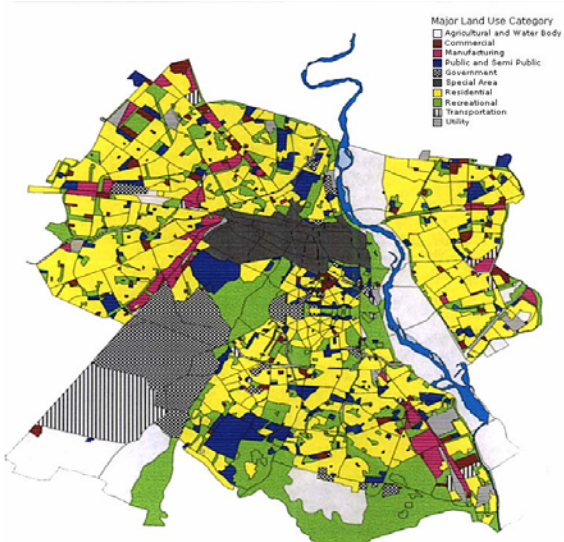 Major Land Use Category
Agricultural and Water Body
Commercial
Manufacturing
Public and Semi Public
Government
Special Area
Residential
Recreational
Transportation
Utility